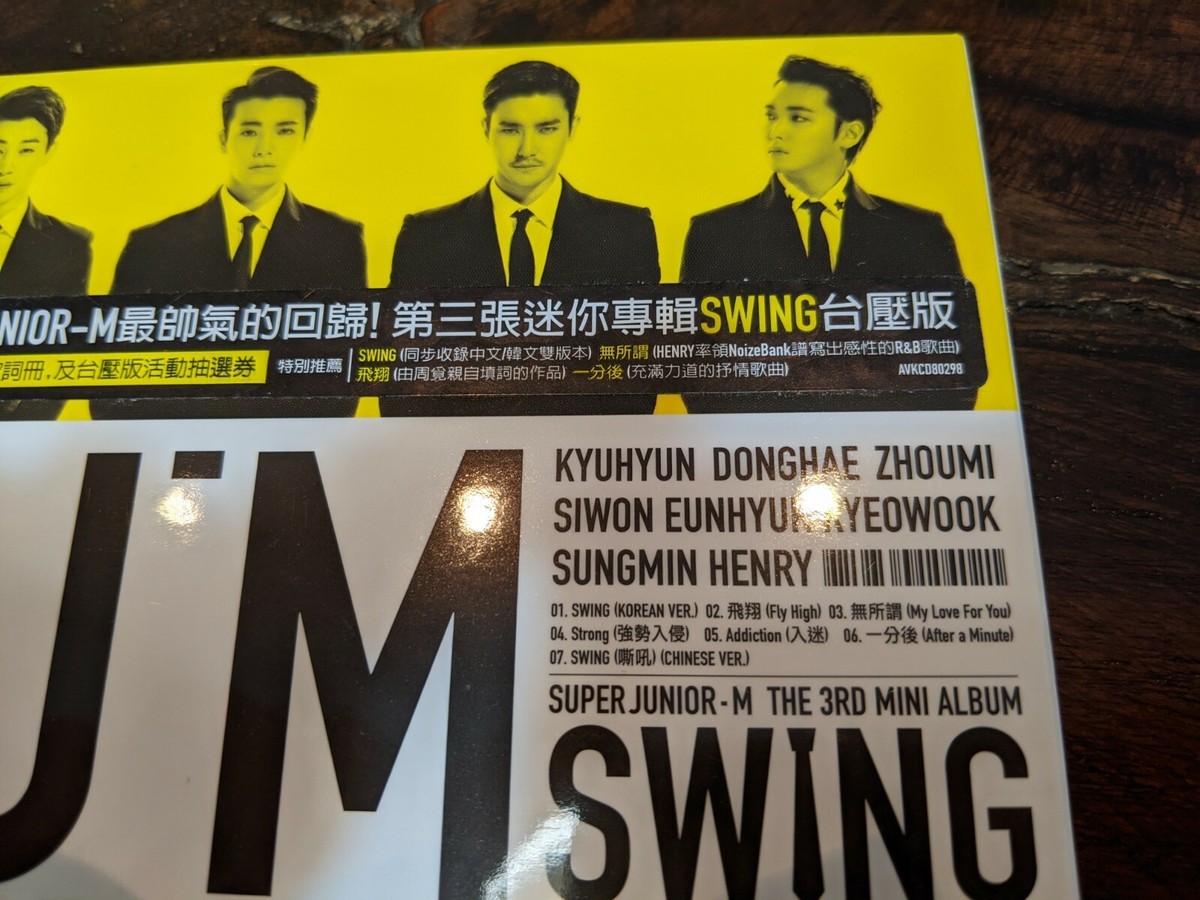 NIOR-M最帥氣的回歸! 第三張迷你專輯SWING台壓版
詞冊,及台壓版活動抽選券
特別推薦
SWING (同步收錄中文/韓文雙版本) 無所謂 (HENRY率領NoizeBank譜寫出感性的R&B歌曲)
飛翔 (由周覓親自填詞的作品) 一分後 (充滿力道的抒情歌曲)
AVKCD80298
J'M
KYUHYUN DONGHAE ZHOUMI
SIWON EUNHYUK RYEOWOOK
SUNGMIN HENRY
01. SWING (KOREAN VER.) 02. 飛翔 (Fly High) 03. 無所謂 (My Love For You)
04. Strong (強勢入侵) 05. Addiction (入迷) 06. 一分後 (After a Minute)
07. SWING (嘶吼) (CHINESE VER.)
SUPER JUNIOR-M THE 3RD MINI ALBUM
SWING